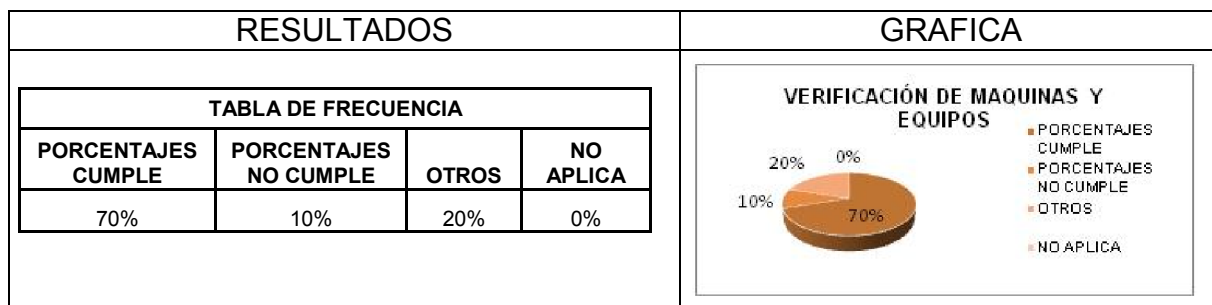 RESULTADOS
GRAFICA
TABLA DE FRECUENCIA
PORCENTAJES CUMPLE
PORCENTAJES NO CUMPLE
OTROS
NO APLICA
70%
10%
20%
0%
VERIFICACIÓN DE MAQUINAS Y
EQUIPOS
20%
0%
10%
70%
PORCENTAJES
CUMPLE
PORCENTAJES
NO CUMPLE
OTROS
NO APLICA